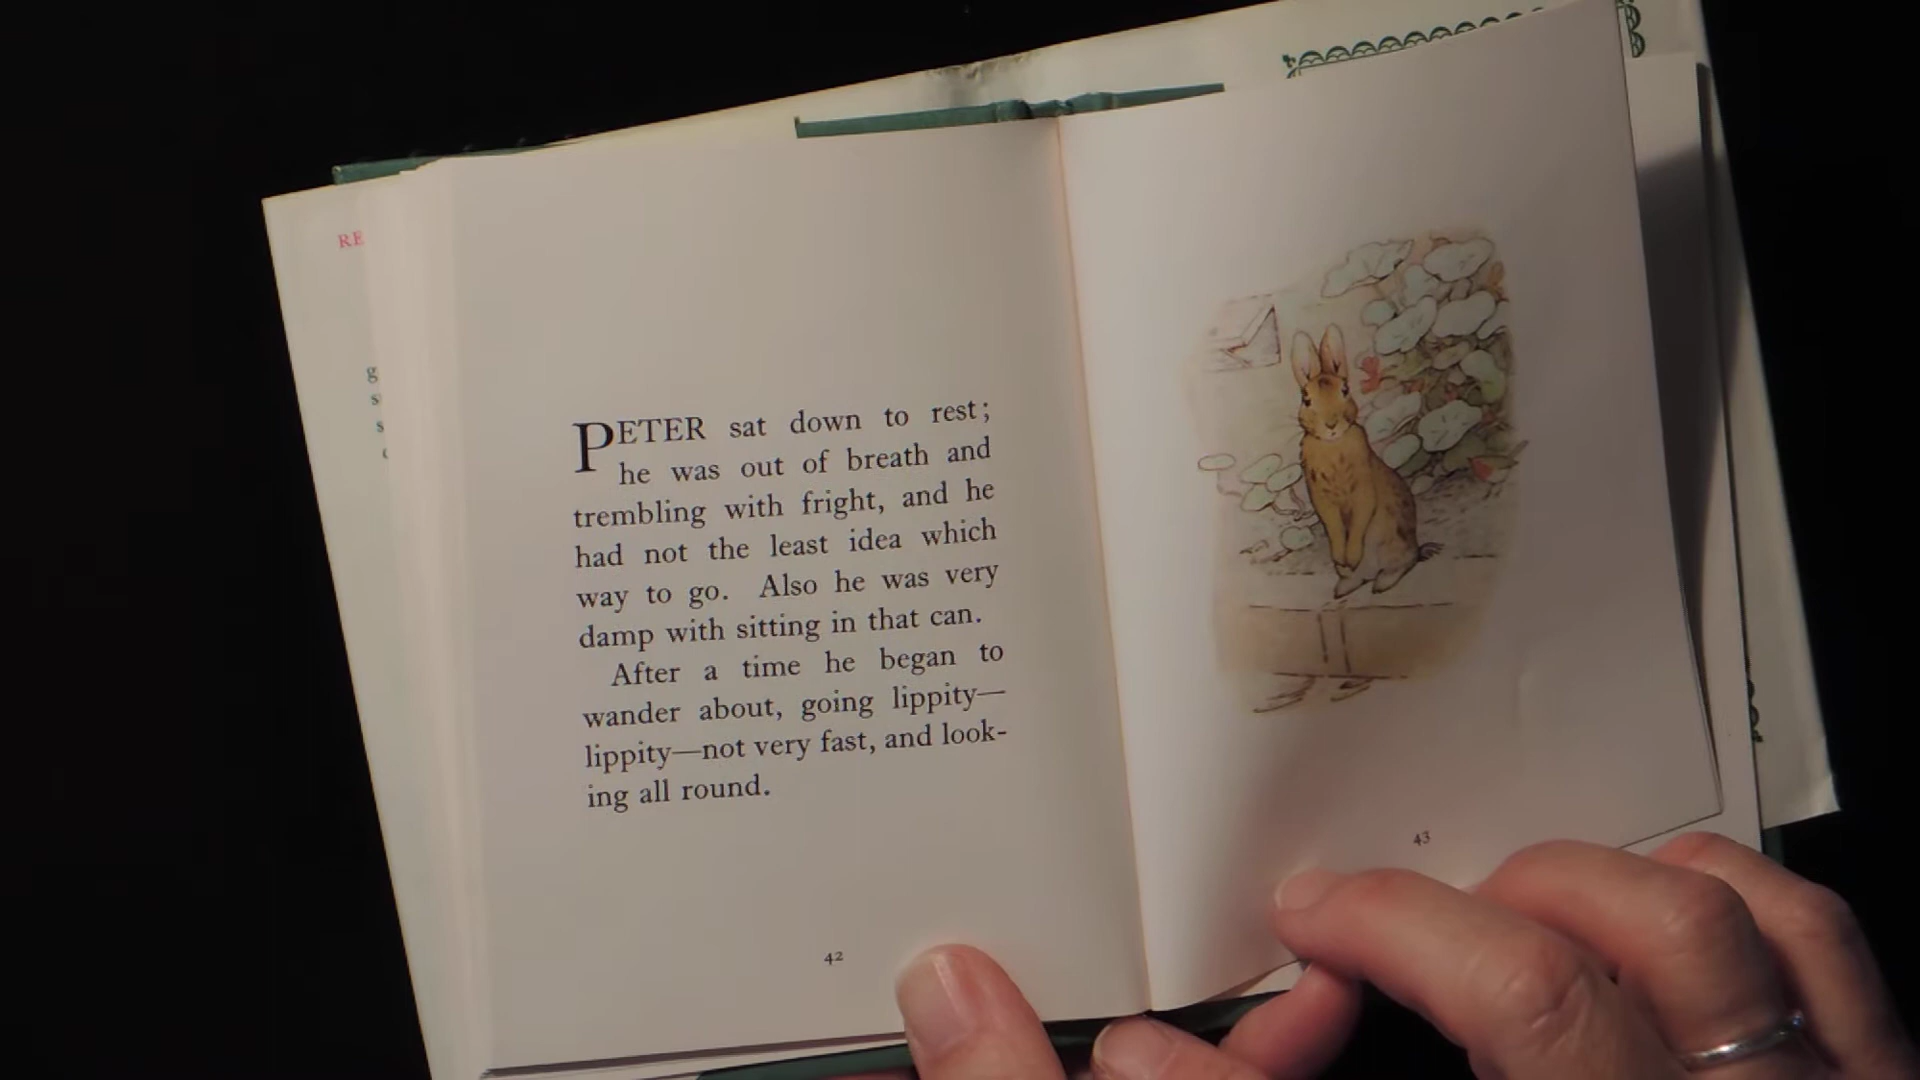 RE
g
s
s
PETER sat down to rest;
he was out of breath and
trembling with fright, and he
had not the least idea which
way to go. Also he was very
damp with sitting in that can.
After a time he began to
wander about, going lippity—
lippity—not very fast, and look-
ing all round.
42
43